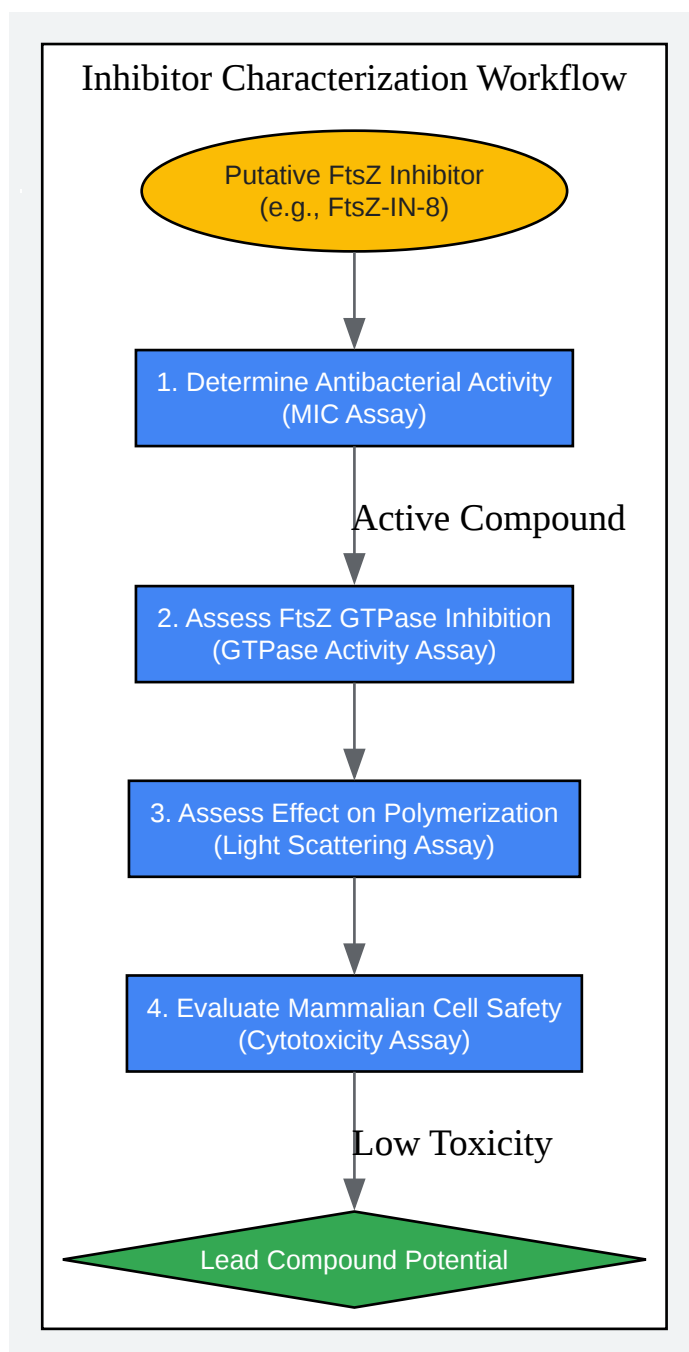 Inhibitor Characterization Workflow
Putative FtsZ Inhibitor
(e.g., FtsZ-IN-8)
1. Determine Antibacterial Activity
(MIC Assay)
Active Compound
2. Assess FtsZ GTPase Inhibition
(GTPase Activity Assay)
3. Assess Effect on Polymerization
(Light Scattering Assay)
4. Evaluate Mammalian Cell Safety
(Cytotoxicity Assay)
Low Toxicity
Lead Compound Potential